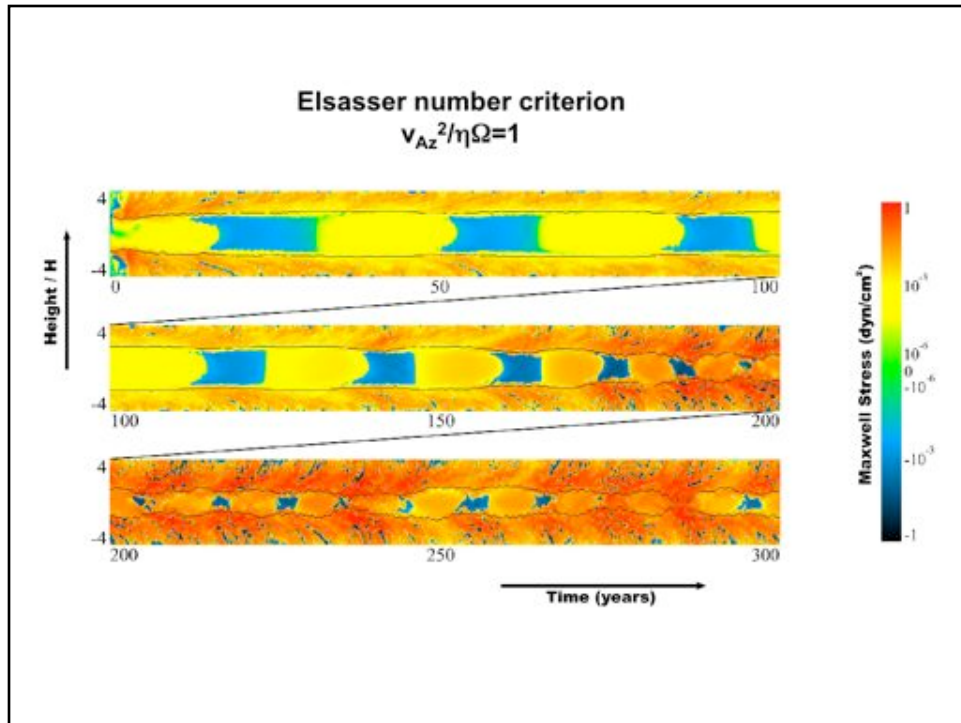 Elsasser number criterion
v_Az²/ηΩ=1
4
-4
0 50 100
4
-4
100 150 200
4
-4
200 250 300
Height / H
Time (years)
1
10⁻³
10⁻⁶
0
-10⁻⁶
-10⁻³
-1
Maxwell Stress (dyn/cm²)